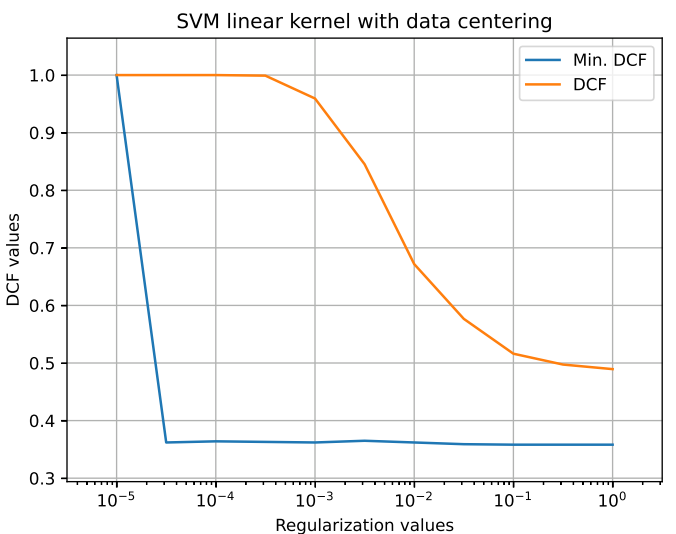 SVM linear kernel with data centering
Min. DCF
DCF
DCF values
1.0
0.9
0.8
0.7
0.6
0.5
0.4
0.3
10⁻⁵ 10⁻⁴ 10⁻³ 10⁻² 10⁻¹ 10⁰
Regularization values